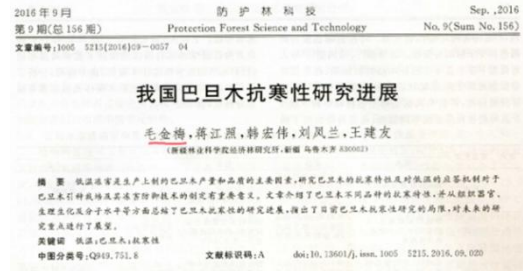 2016年9月 防护林科技 Sep.,2016
第9期(总156期) Protection Forest Science and Technology No.9(Sum No.156)
文章编号:1005 5215(2016)09-0057 04
我国巴旦木抗寒性研究进展
毛金梅,蒋江照,韩宏伟,刘凤兰,王建友
(新疆林业科学院经济林研究所,新疆 乌鲁木齐 830062)
摘 要 低温冻害是生产上制约巴旦木产量和品质的主要因素,研究巴旦木的抗寒特性及对低温的应答机制对于
巴旦木引种栽培及其冻害防御技术的制定有重要意义。文章介绍了巴旦木不同品种的抗寒特性,并从组织器官、
生理生化及分子水平等方面总结了巴旦木抗寒性的研究进展,指出了目前巴旦木抗寒性研究的局限,对未来的研
究重点进行了展望。
关键词 低温;巴旦木;抗寒性
中图分类号:Q949.751.8 文献标识码:A doi:10.13601/j.issn.1005 5215.2016.09.020